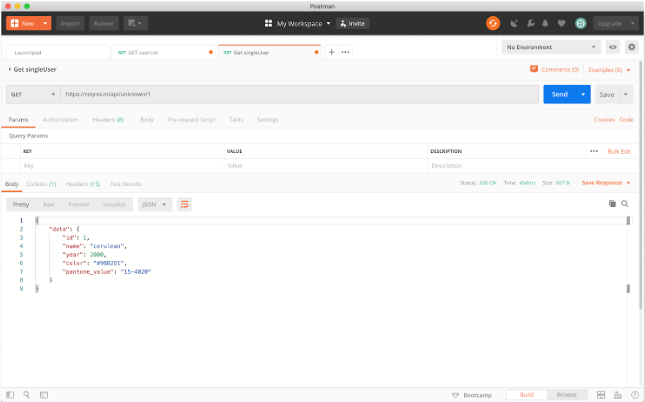 Postman
New Import Runner My Workspace Invite Upgrade
Launchpad GET GET userList GET Get singleUser No Environment
Get singleUser Comments (0) Examples (0)
GET https://reqres.in/api/unknown/1 Send Save
Params Authorization Headers (8) Body Pre-request Script Tests Settings Cookies Code
Query Params
KEY VALUE DESCRIPTION Bulk Edit
Key Value Description
Body Cookies (1) Headers (15) Test Results Status: 200 OK Time: 454ms Size: 667 B Save Response
Pretty Raw Preview Visualize JSON
1 {
2 "data": {
3 "id": 1,
4 "name": "cerulean",
5 "year": 2000,
6 "color": "#98B2D1",
7 "pantone_value": "15-4020"
8 }
9 }
Bootcamp Build Browse